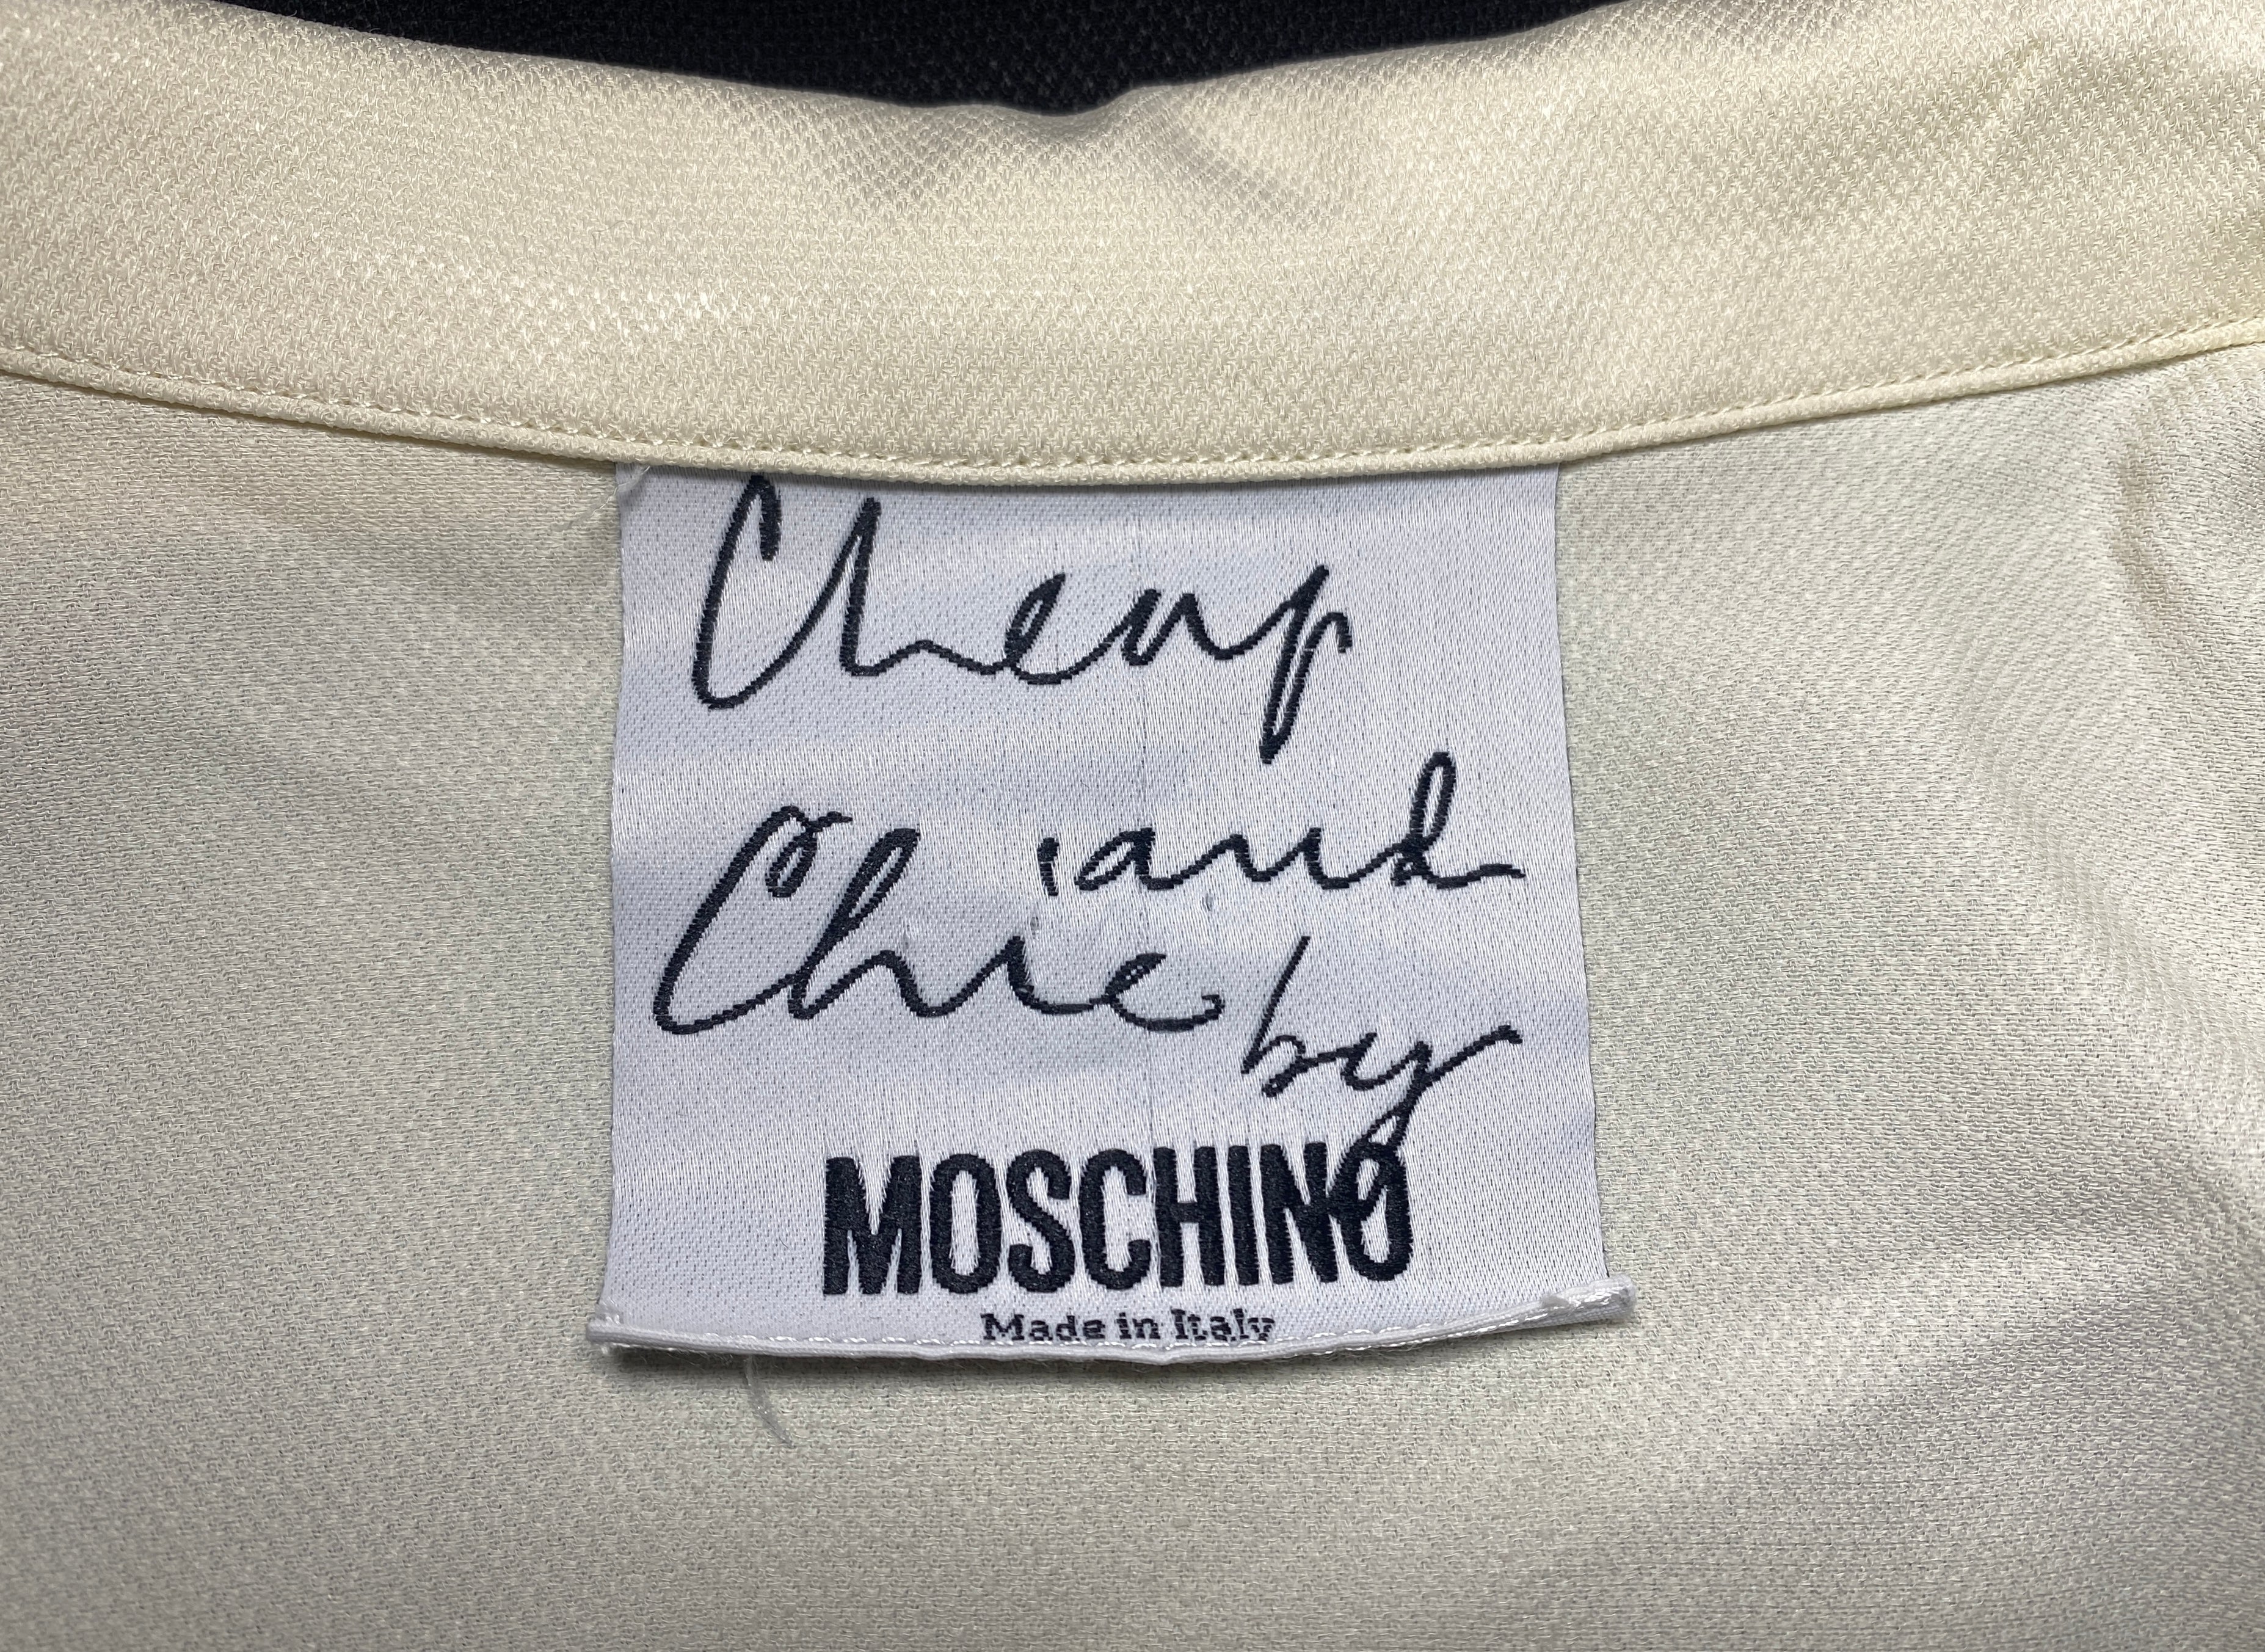 Cheap
and
Chic
by
MOSCHINO
Made in Italy